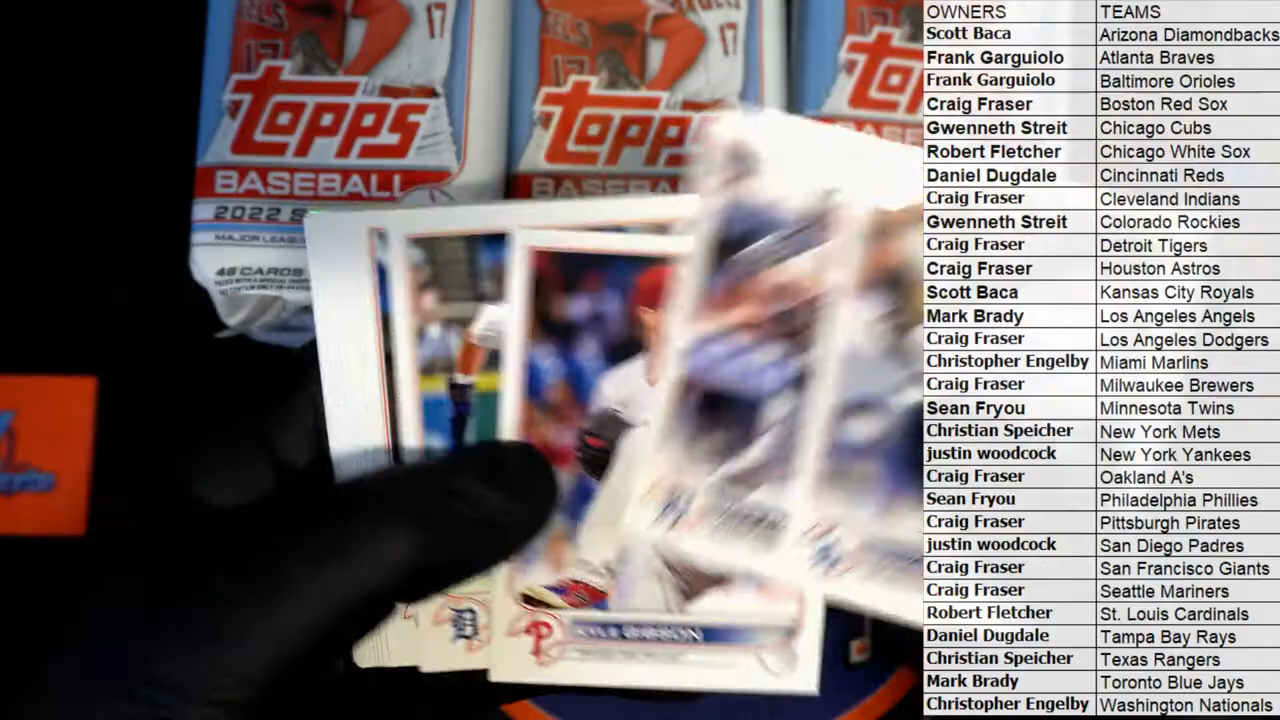 17
TOPPS
BASEBALL
2022 S
MAJOR LEAGU
46 CARDS
17
TOPPS
BASEBALL
P
OWNERS TEAMS
Scott Baca Arizona Diamondbacks
Frank Garguiolo Atlanta Braves
Frank Garguiolo Baltimore Orioles
Craig Fraser Boston Red Sox
Gwenneth Streit Chicago Cubs
Robert Fletcher Chicago White Sox
Daniel Dugdale Cincinnati Reds
Craig Fraser Cleveland Indians
Gwenneth Streit Colorado Rockies
Craig Fraser Detroit Tigers
Craig Fraser Houston Astros
Scott Baca Kansas City Royals
Mark Brady Los Angeles Angels
Craig Fraser Los Angeles Dodgers
Christopher Engelby Miami Marlins
Craig Fraser Milwaukee Brewers
Sean Fryou Minnesota Twins
Christian Speicher New York Mets
justin woodcock New York Yankees
Craig Fraser Oakland A's
Sean Fryou Philadelphia Phillies
Craig Fraser Pittsburgh Pirates
justin woodcock San Diego Padres
Craig Fraser San Francisco Giants
Craig Fraser Seattle Mariners
Robert Fletcher St. Louis Cardinals
Daniel Dugdale Tampa Bay Rays
Christian Speicher Texas Rangers
Mark Brady Toronto Blue Jays
Christopher Engelby Washington Nationals